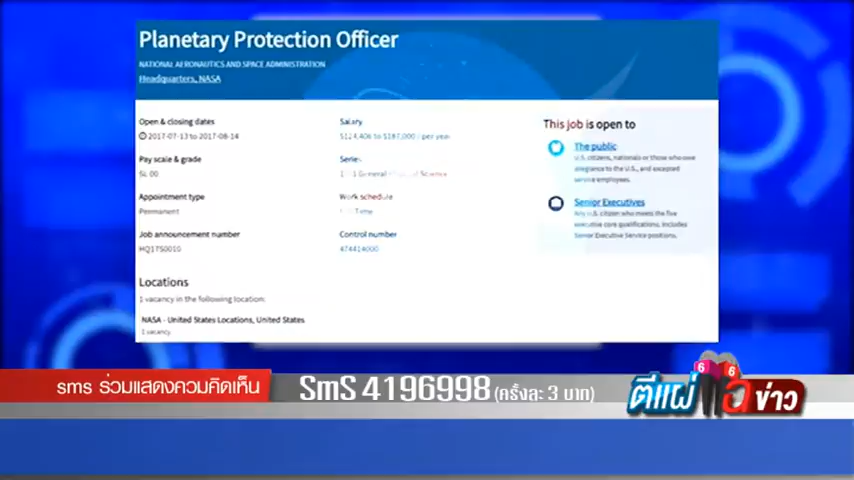 Planetary Protection Officer
NATIONAL AERONAUTICS AND SPACE ADMINISTRATION
Headquarters, NASA
Open & closing dates
2017-07-13 to 2017-08-14
Pay scale & grade
SL 00
Appointment type
Permanent
Job announcement number
HQ17S0010
Salary
$124,406 to $187,000 / per year
Series
General Science
Work schedule
Time
Control number
474414000
This job is open to
The public
U.S. citizens, nationals or those who owe
allegiance to the U.S., and excepted
service employees.
Senior Executives
Any U.S. citizen who meets the five
executive core qualifications. Includes
Senior Executive Service positions.
Locations
1 vacancy in the following location:
NASA - United States Locations, United States
1 vacancy
sms ร่วมแสดงควมคิดเห็น
SmS 4196998 (ครั้งละ 3 บาท)
ตีแผ่
6 6
ข่าว